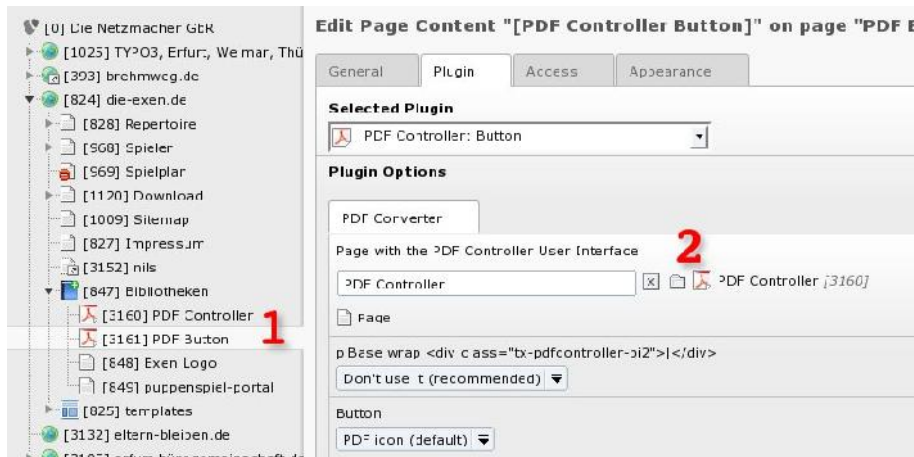 [0] Die Netzmacher GbR
[1025] TYPO3, Erfurt, Weimar, Thü
[393] brehmweg.de
[824] die-exen.de
[828] Repertoire
[968] Spieler
[969] Spielplan
[1120] Download
[1009] Sitemap
[827] Impressum
[3152] nils
[847] Bibliotheken
[3160] PDF Controller
1
[3161] PDF Button
[848] Exen Logo
[849] puppenspiel-portal
[825] templates
[3132] eltern-bleiben.de
Edit Page Content "[PDF Controller Button]" on page "PDF B
General Plugin Access Appearance
Selected Plugin
PDF Controller: Button
Plugin Options
PDF Converter
Page with the PDF Controller User Interface
2
PDF Controller x PDF Controller [3160]
Page
pBase wrap <div class="tx-pdfcontroller-pi2">|</div>
Don't use it (recommended)
Button
PDF icon (default)